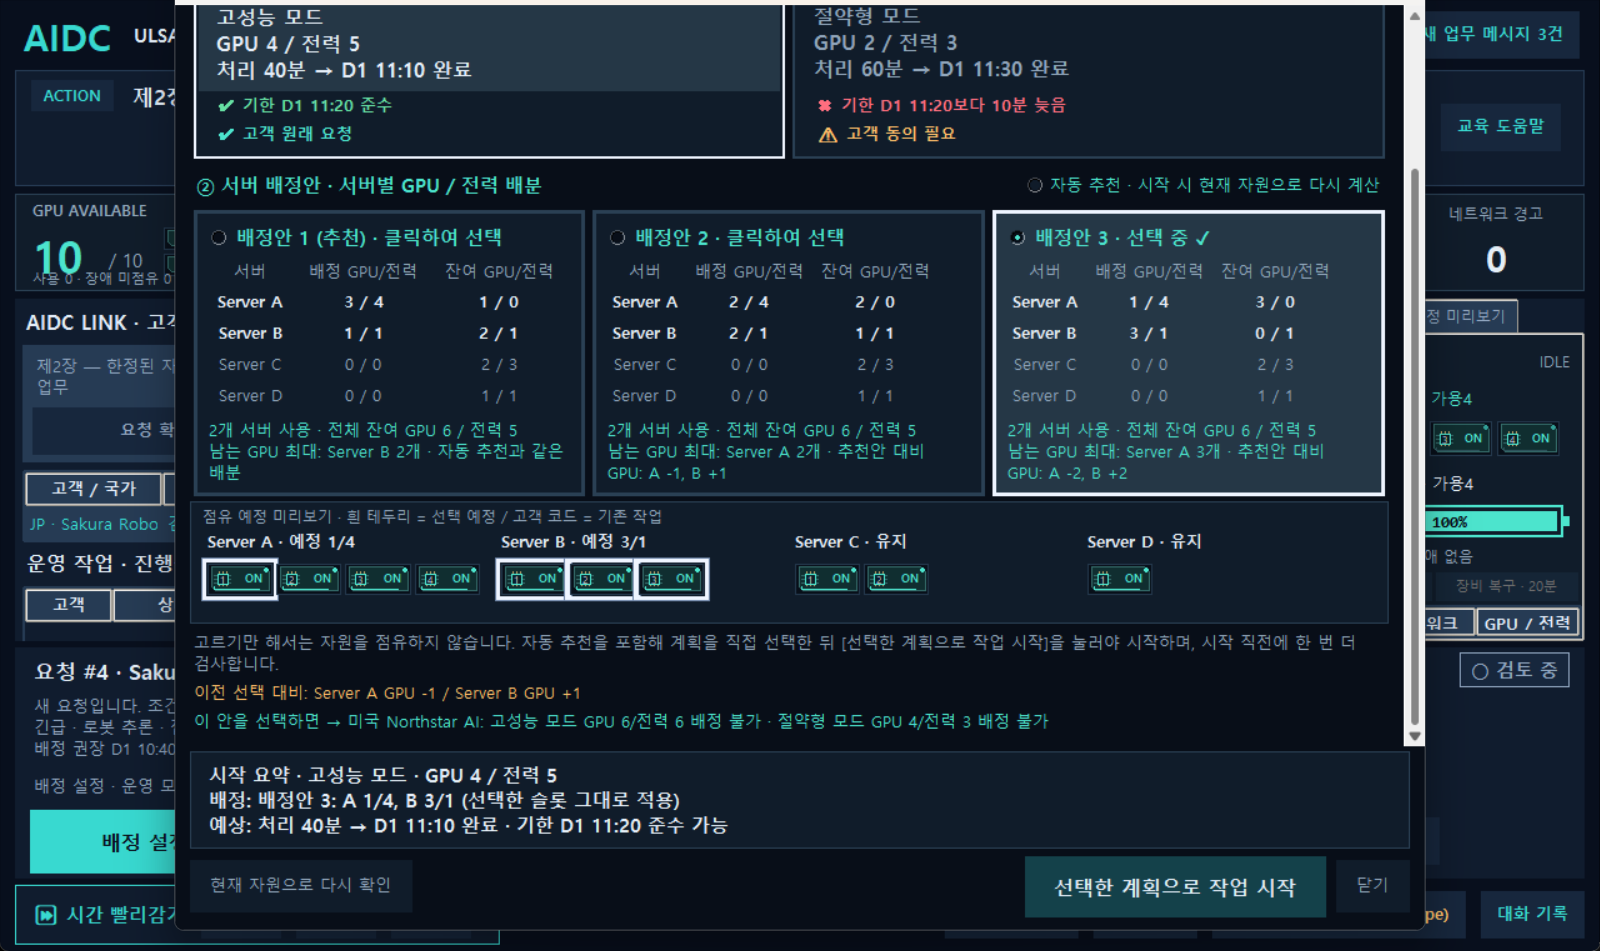 AIDC
새 업무 메시지 3건
ACTION
교육 도움말
GPU AVAILABLE
10 / 10
사용 0 · 장애 미점유 0
네트워크 경고
0
고성능 모드
GPU 4 / 전력 5
처리 40분 → D1 11:10 완료
✔ 기한 D1 11:20 준수
✔ 고객 원래 요청
절약형 모드
GPU 2 / 전력 3
처리 60분 → D1 11:30 완료
✖ 기한 D1 11:20보다 10분 늦음
⚠ 고객 동의 필요
② 서버 배정안 · 서버별 GPU / 전력 배분
자동 추천 · 시작 시 현재 자원으로 다시 계산
배정안 1 (추천) · 클릭하여 선택
서버 배정 GPU/전력 잔여 GPU/전력
Server A 3 / 4 1 / 0
Server B 1 / 1 2 / 1
Server C 0 / 0 2 / 3
Server D 0 / 0 1 / 1
2개 서버 사용 · 전체 잔여 GPU 6 / 전력 5
남는 GPU 최대: Server B 2개 · 자동 추천과 같은
배분
배정안 2 · 클릭하여 선택
서버 배정 GPU/전력 잔여 GPU/전력
Server A 2 / 4 2 / 0
Server B 2 / 1 1 / 1
Server C 0 / 0 2 / 3
Server D 0 / 0 1 / 1
2개 서버 사용 · 전체 잔여 GPU 6 / 전력 5
남는 GPU 최대: Server A 2개 · 추천안 대비
GPU: A -1, B +1
배정안 3 · 선택 중 ✓
서버 배정 GPU/전력 잔여 GPU/전력
Server A 1 / 4 3 / 0
Server B 3 / 1 0 / 1
Server C 0 / 0 2 / 3
Server D 0 / 0 1 / 1
2개 서버 사용 · 전체 잔여 GPU 6 / 전력 5
남는 GPU 최대: Server A 3개 · 추천안 대비
GPU: A -2, B +2
점유 예정 미리보기 · 흰 테두리 = 선택 예정 / 고객 코드 = 기존 작업
Server A · 예정 1/4
1 ON 2 ON 3 ON 4 ON
Server B · 예정 3/1
1 ON 2 ON 3 ON
Server C · 유지
1 ON 2 ON
Server D · 유지
1 ON
고르기만 해서는 자원을 점유하지 않습니다. 자동 추천을 포함해 계획을 직접 선택한 뒤 [선택한 계획으로 작업 시작]을 눌러야 시작하며, 시작 직전에 한 번 더
검사합니다.
이전 선택 대비: Server A GPU -1 / Server B GPU +1
이 안을 선택하면 → 미국 Northstar AI: 고성능 모드 GPU 6/전력 6 배정 불가 · 절약형 모드 GPU 4/전력 3 배정 불가
시작 요약 · 고성능 모드 · GPU 4 / 전력 5
배정: 배정안 3: A 1/4, B 3/1 (선택한 슬롯 그대로 적용)
예상: 처리 40분 → D1 11:10 완료 · 기한 D1 11:20 준수 가능
현재 자원으로 다시 확인
선택한 계획으로 작업 시작
닫기
AIDC LINK ·
제2장 — 한정된
업무
요청
고객 / 국가
JP · Sakura Robo
운영 작업 · 진행
고객
요청 #4 ·
새 요청입니다.
긴급 · 로봇 추론 ·
배정 권장 D1 10:40
배정 설정 · 운영
배정
시간
미리보기
IDLE
가용4
3 ON 4 ON
가용4
100%
없음
장비 복구 · 20분
GPU / 전력
○ 검토 중
대화 기록